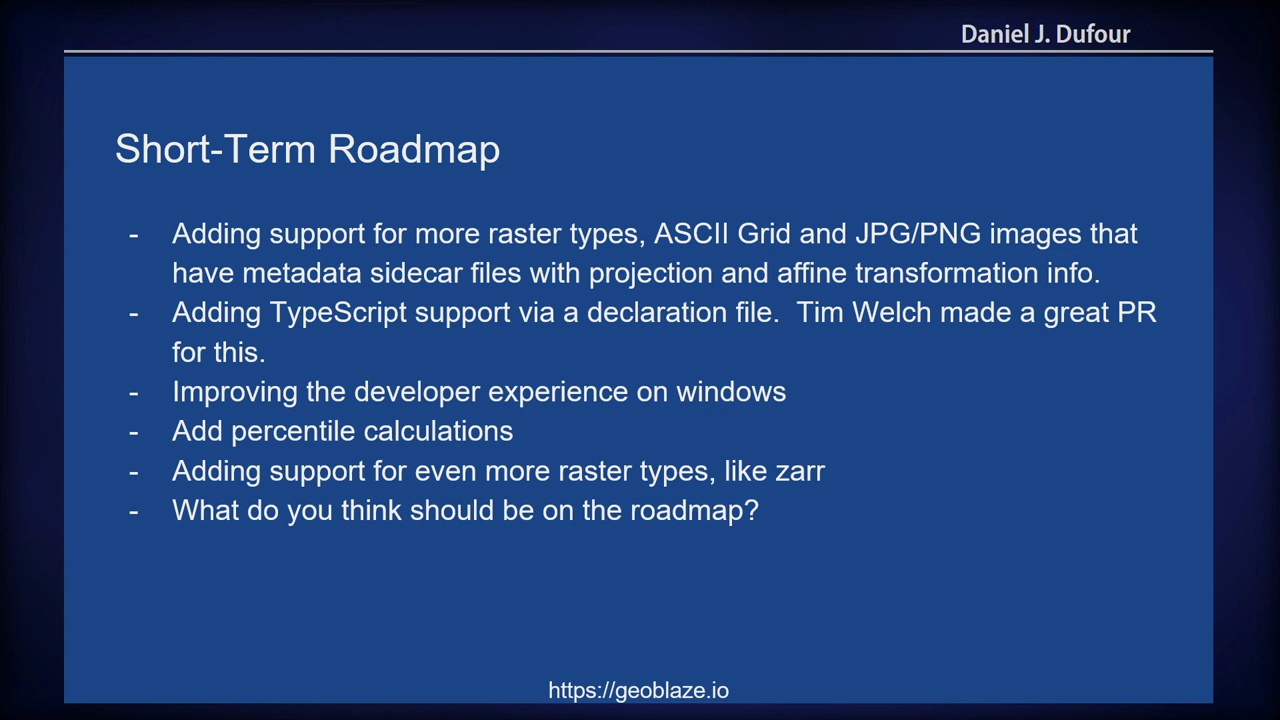 Daniel J. Dufour
Short-Term Roadmap
- Adding support for more raster types, ASCII Grid and JPG/PNG images that
have metadata sidecar files with projection and affine transformation info.
- Adding TypeScript support via a declaration file.  Tim Welch made a great PR
for this.
- Improving the developer experience on windows
- Add percentile calculations
- Adding support for even more raster types, like zarr
- What do you think should be on the roadmap?
https://geoblaze.io